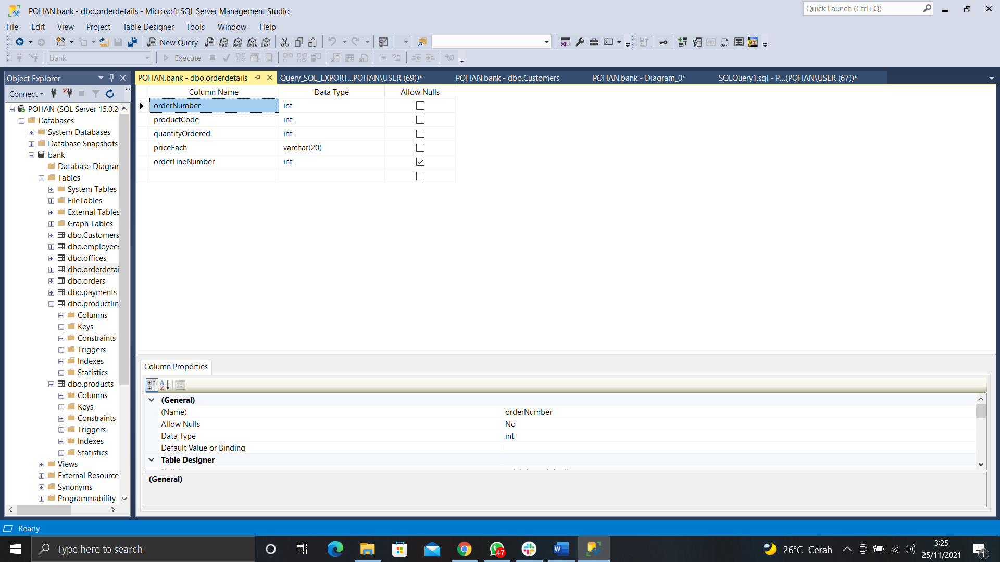 POHAN.bank - dbo.orderdetails - Microsoft SQL Server Management Studio
Quick Launch (Ctrl+Q)
File Edit View Project Table Designer Tools Window Help
New Query MDX DMX XMLA DAX
bank Execute
Object Explorer
Connect
POHAN (SQL Server 15.0.2
Databases
System Databases
Database Snapshots
bank
Database Diagrar
Tables
System Tables
FileTables
External Tables
Graph Tables
dbo.Customers
dbo.employees
dbo.offices
dbo.orderdetai
dbo.orders
dbo.payments
dbo.productlin
Columns
Keys
Constraints
Triggers
Indexes
Statistics
dbo.products
Columns
Keys
Constraints
Triggers
Indexes
Statistics
Views
External Resource
Synonyms
Programmability
POHAN.bank - dbo.orderdetails Query_SQL_EXPORT...POHAN\USER (69))* POHAN.bank - dbo.Customers POHAN.bank - Diagram_0* SQLQuery1.sql - P...(POHAN\USER (67))*
Column Name Data Type Allow Nulls
orderNumber int
productCode int
quantityOrdered int
priceEach varchar(20)
orderLineNumber int
Column Properties
(General)
(Name) orderNumber
Allow Nulls No
Data Type int
Default Value or Binding
Table Designer
(General)
Ready
Type here to search
47
26°C Cerah
3:25
25/11/2021
1